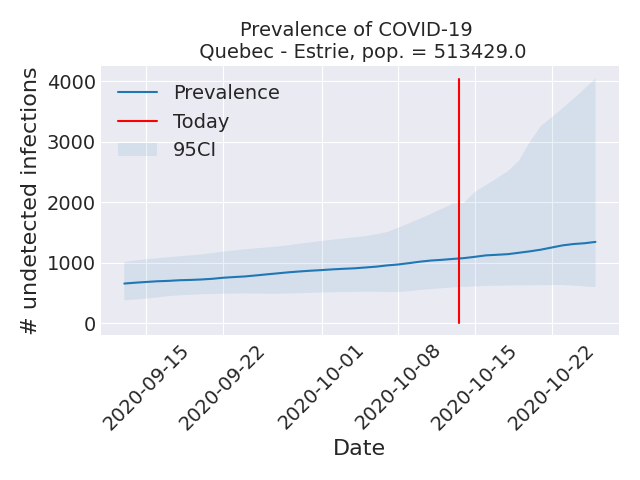 Prevalence of COVID-19
Quebec - Estrie, pop. = 513429.0
# undetected infections
4000
3000
2000
1000
0
Prevalence
Today
95CI
2020-09-15
2020-09-22
2020-10-01
2020-10-08
2020-10-15
2020-10-22
Date